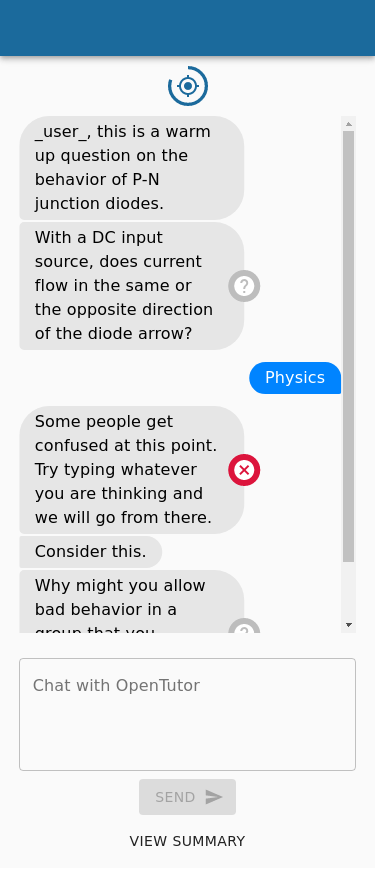 _user_, this is a warm
up question on the
behavior of P-N
junction diodes.
With a DC input
source, does current
flow in the same or
the opposite direction
of the diode arrow?
Physics
Some people get
confused at this point.
Try typing whatever
you are thinking and
we will go from there.
Consider this.
Why might you allow
bad behavior in a
group that you
Chat with OpenTutor
SEND
VIEW SUMMARY